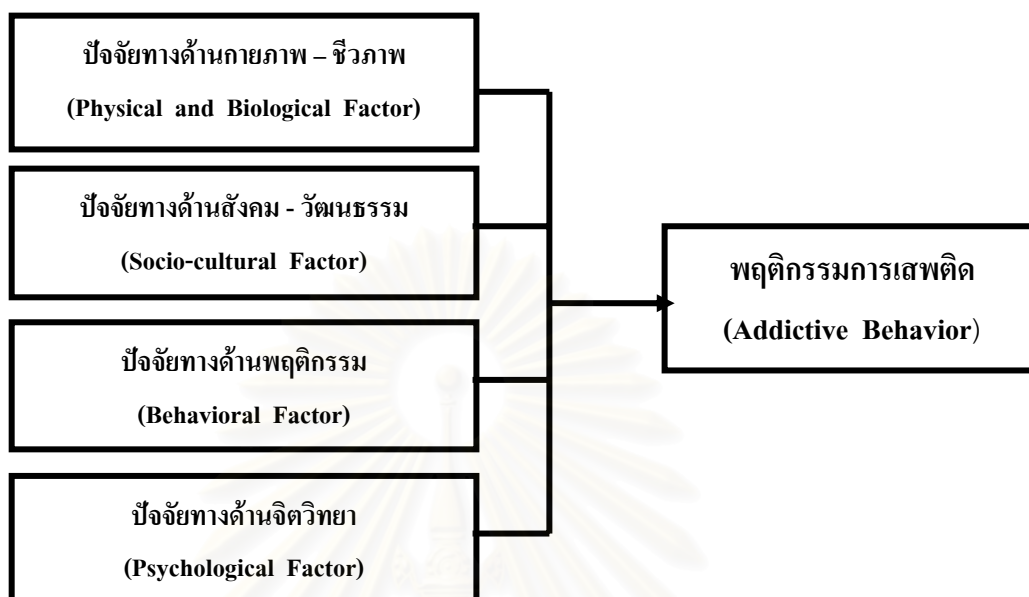 ปัจจัยทางด้านกายภาพ – ชีวภาพ
(Physical and Biological Factor)
ปัจจัยทางด้านสังคม - วัฒนธรรม
(Socio-cultural Factor)
ปัจจัยทางด้านพฤติกรรม
(Behavioral Factor)
ปัจจัยทางด้านจิตวิทยา
(Psychological Factor)
พฤติกรรมการเสพติด
(Addictive Behavior)